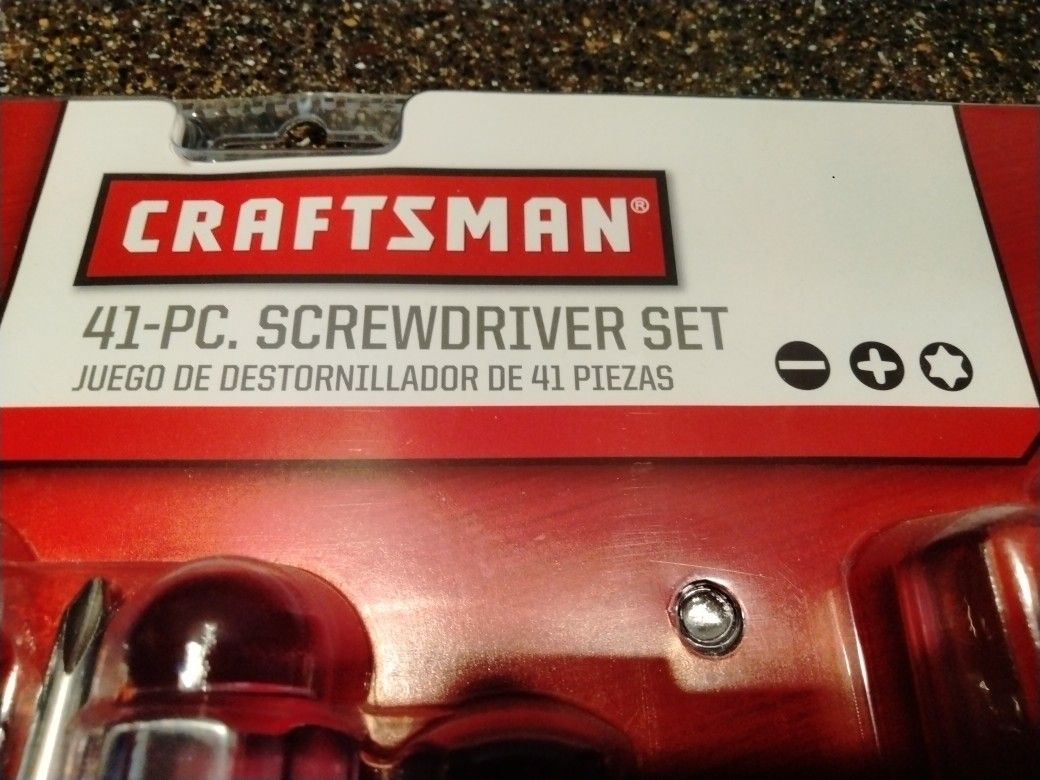 CRAFTSMAN®
41-PC. SCREWDRIVER SET
JUEGO DE DESTORNILLADOR DE 41 PIEZAS